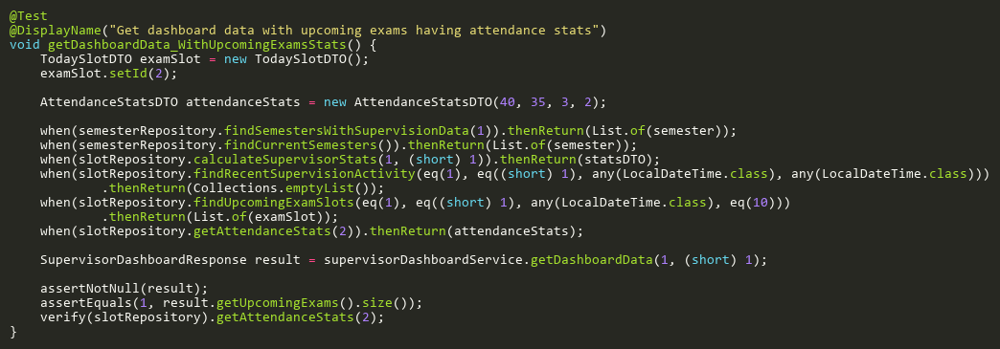 @Test
@DisplayName("Get dashboard data with upcoming exams having attendance stats")
void getDashboardData_WithUpcomingExamsStats() {
    TodaySlotDTO examSlot = new TodaySlotDTO();
    examSlot.setId(2);

    AttendanceStatsDTO attendanceStats = new AttendanceStatsDTO(40, 35, 3, 2);

    when(semesterRepository.findSemestersWithSupervisionData(1)).thenReturn(List.of(semester));
    when(semesterRepository.findCurrentSemesters()).thenReturn(List.of(semester));
    when(slotRepository.calculateSupervisorStats(1, (short) 1)).thenReturn(statsDTO);
    when(slotRepository.findRecentSupervisionActivity(eq(1), eq((short) 1), any(LocalDateTime.class), any(LocalDateTime.class)))
            .thenReturn(Collections.emptyList());
    when(slotRepository.findUpcomingExamSlots(eq(1), eq((short) 1), any(LocalDateTime.class), eq(10)))
            .thenReturn(List.of(examSlot));
    when(slotRepository.getAttendanceStats(2)).thenReturn(attendanceStats);

    SupervisorDashboardResponse result = supervisorDashboardService.getDashboardData(1, (short) 1);

    assertNotNull(result);
    assertEquals(1, result.getUpcomingExams().size());
    verify(slotRepository).getAttendanceStats(2);
}